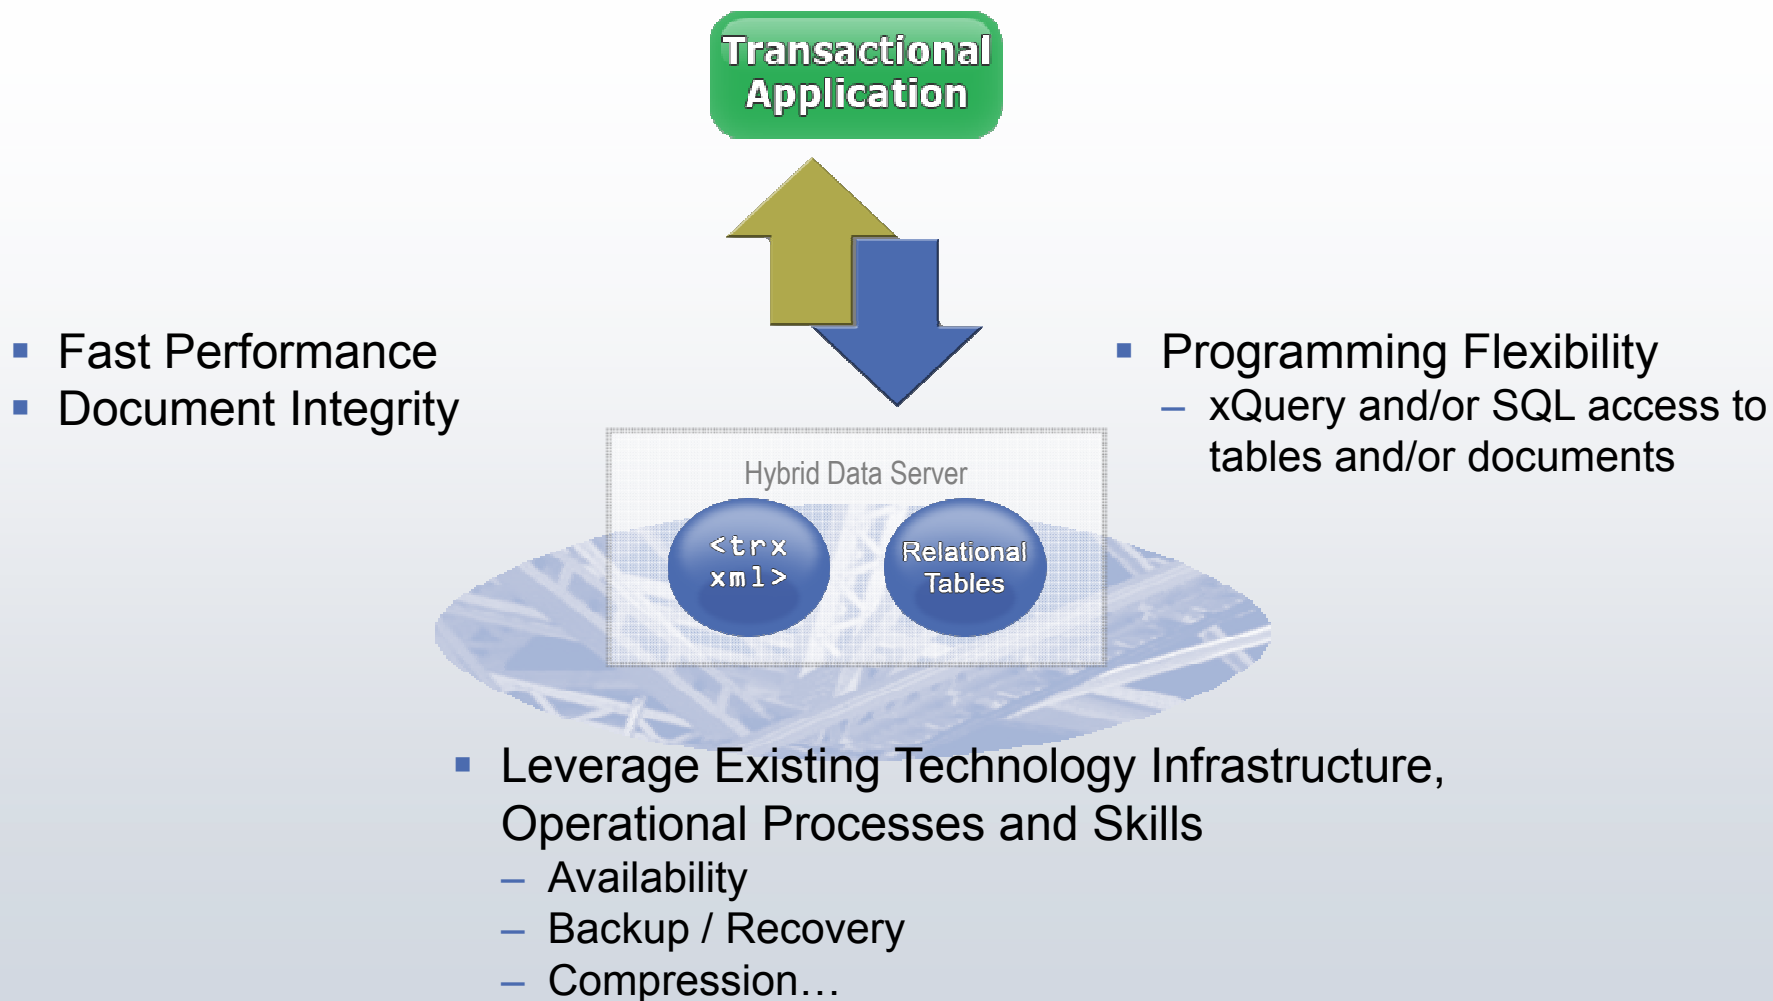 Transactional
Application
Fast Performance
Document Integrity
Programming Flexibility
– xQuery and/or SQL access to
tables and/or documents
Hybrid Data Server
<trx
xml>
Relational
Tables
Leverage Existing Technology Infrastructure,
Operational Processes and Skills
– Availability
– Backup / Recovery
– Compression…